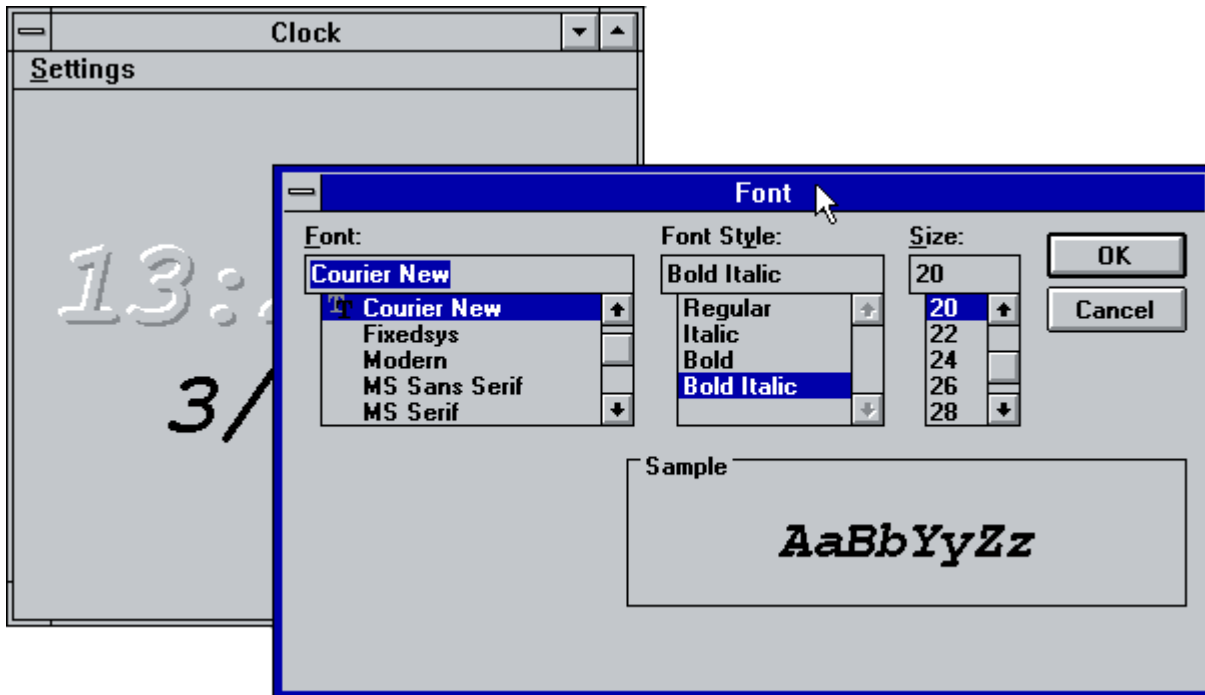 Clock
Settings
13:
3/
Font
Font:
Font Style:
Size:
Courier New
Bold Italic
20
OK
Cancel
Courier New
Fixedsys
Modern
MS Sans Serif
MS Serif
Regular
Italic
Bold
Bold Italic
20
22
24
26
28
Sample
AaBbYyZz